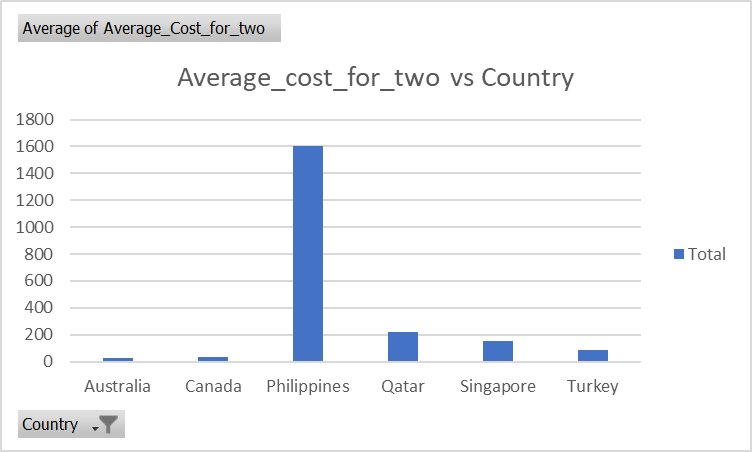 Average of Average_Cost_for_two
Average_cost_for_two vs Country
1800
1600
1400
1200
1000
800
600
400
200
0
Australia Canada Philippines Qatar Singapore Turkey
Total
Country